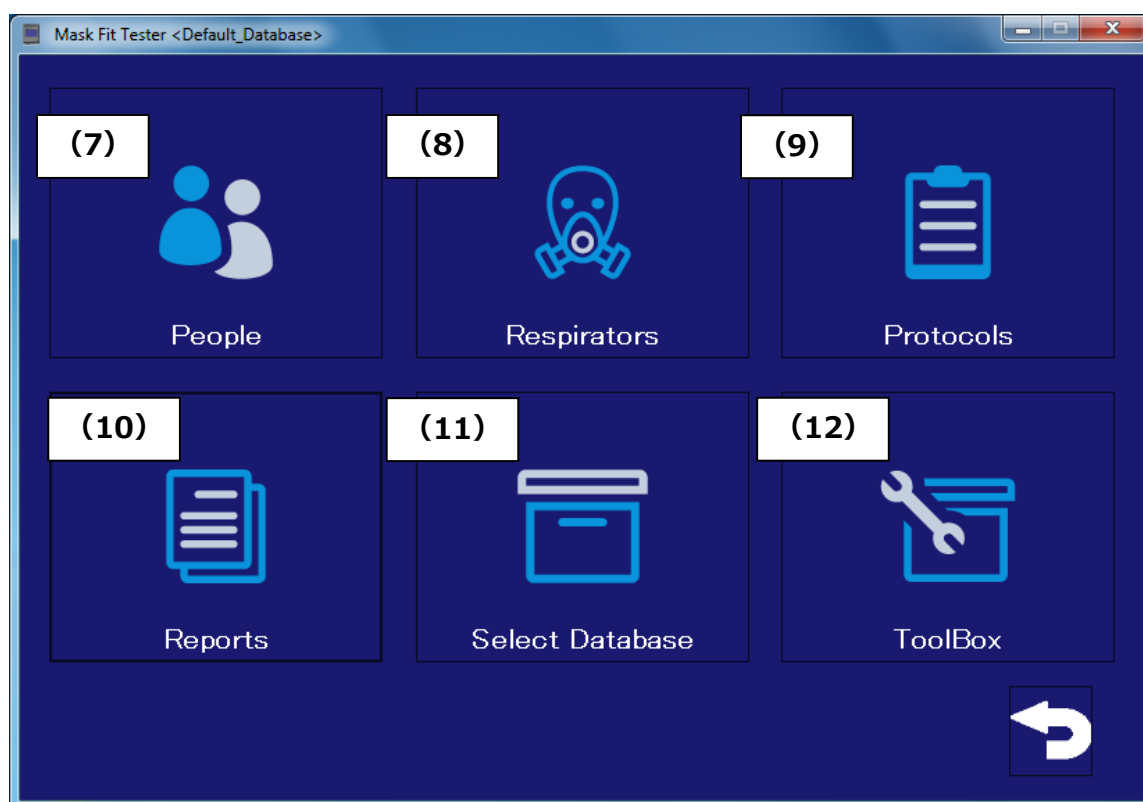 Mask Fit Tester <Default_Database>
（7）
（8）
（9）
People
Respirators
Protocols
（10）
（11）
（12）
Reports
Select Database
ToolBox